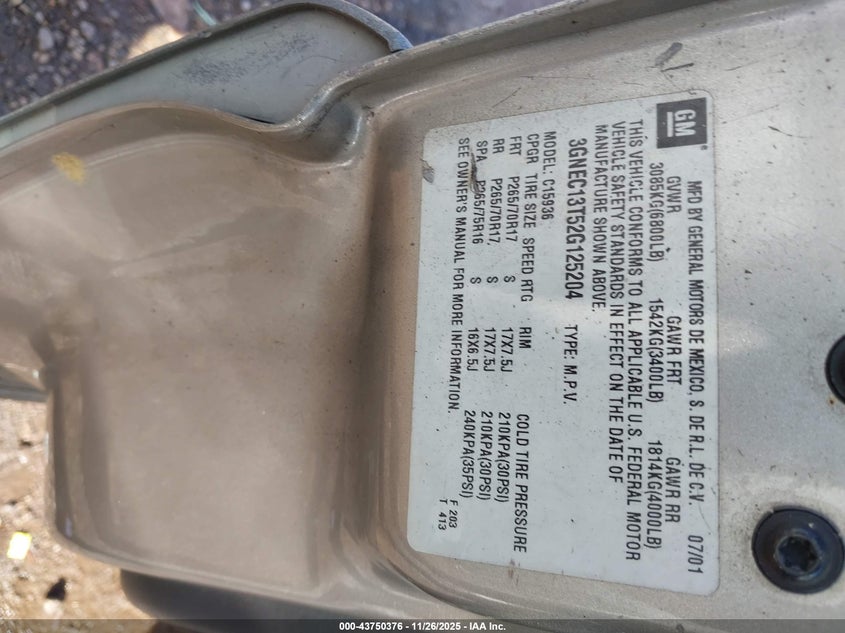 GM
MFD BY GENERAL MOTORS DE MEXICO, S. DE R.L. DE C.V. 07/01
GVWR GAWR FRT GAWR RR
3085KG(6800LB) 1542KG(3400LB) 1814KG(4000LB)
THIS VEHICLE CONFORMS TO ALL APPLICABLE U.S. FEDERAL MOTOR
VEHICLE SAFETY STANDARDS IN EFFECT ON THE DATE OF
MANUFACTURE SHOWN ABOVE.
3GNEC13T52G125204 TYPE: M.P.V.
MODEL: C15936
CPGR TIRE SIZE SPEED RTG RIM COLD TIRE PRESSURE
FRT P265/70R17 S 17X7.5J 210KPA(30PSI)
RR P265/70R17, S 17X7.5J 210KPA(30PSI)
SPA P265/75R16 S 16X6.5J 240KPA(35PSI)
SEE OWNER'S MANUAL FOR MORE INFORMATION.
F 203
T 413
000-43750376 - 11/26/2025 - IAA Inc.